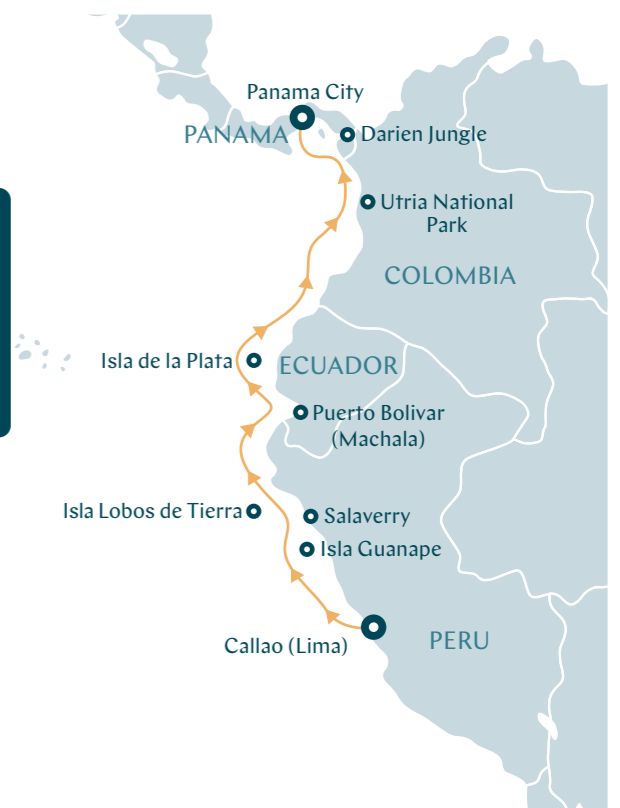 Panama City
PANAMA
Darien Jungle
Utria National
Park
COLOMBIA
Isla de la Plata
ECUADOR
Puerto Bolivar
(Machala)
Isla Lobos de Tierra
Salaverry
Isla Guanape
Callao (Lima)
PERU